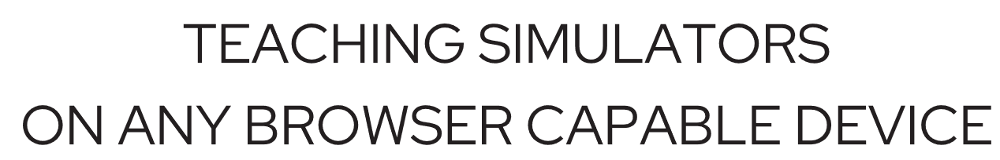 TEACHING SIMULATORS
ON ANY BROWSER CAPABLE DEVICE